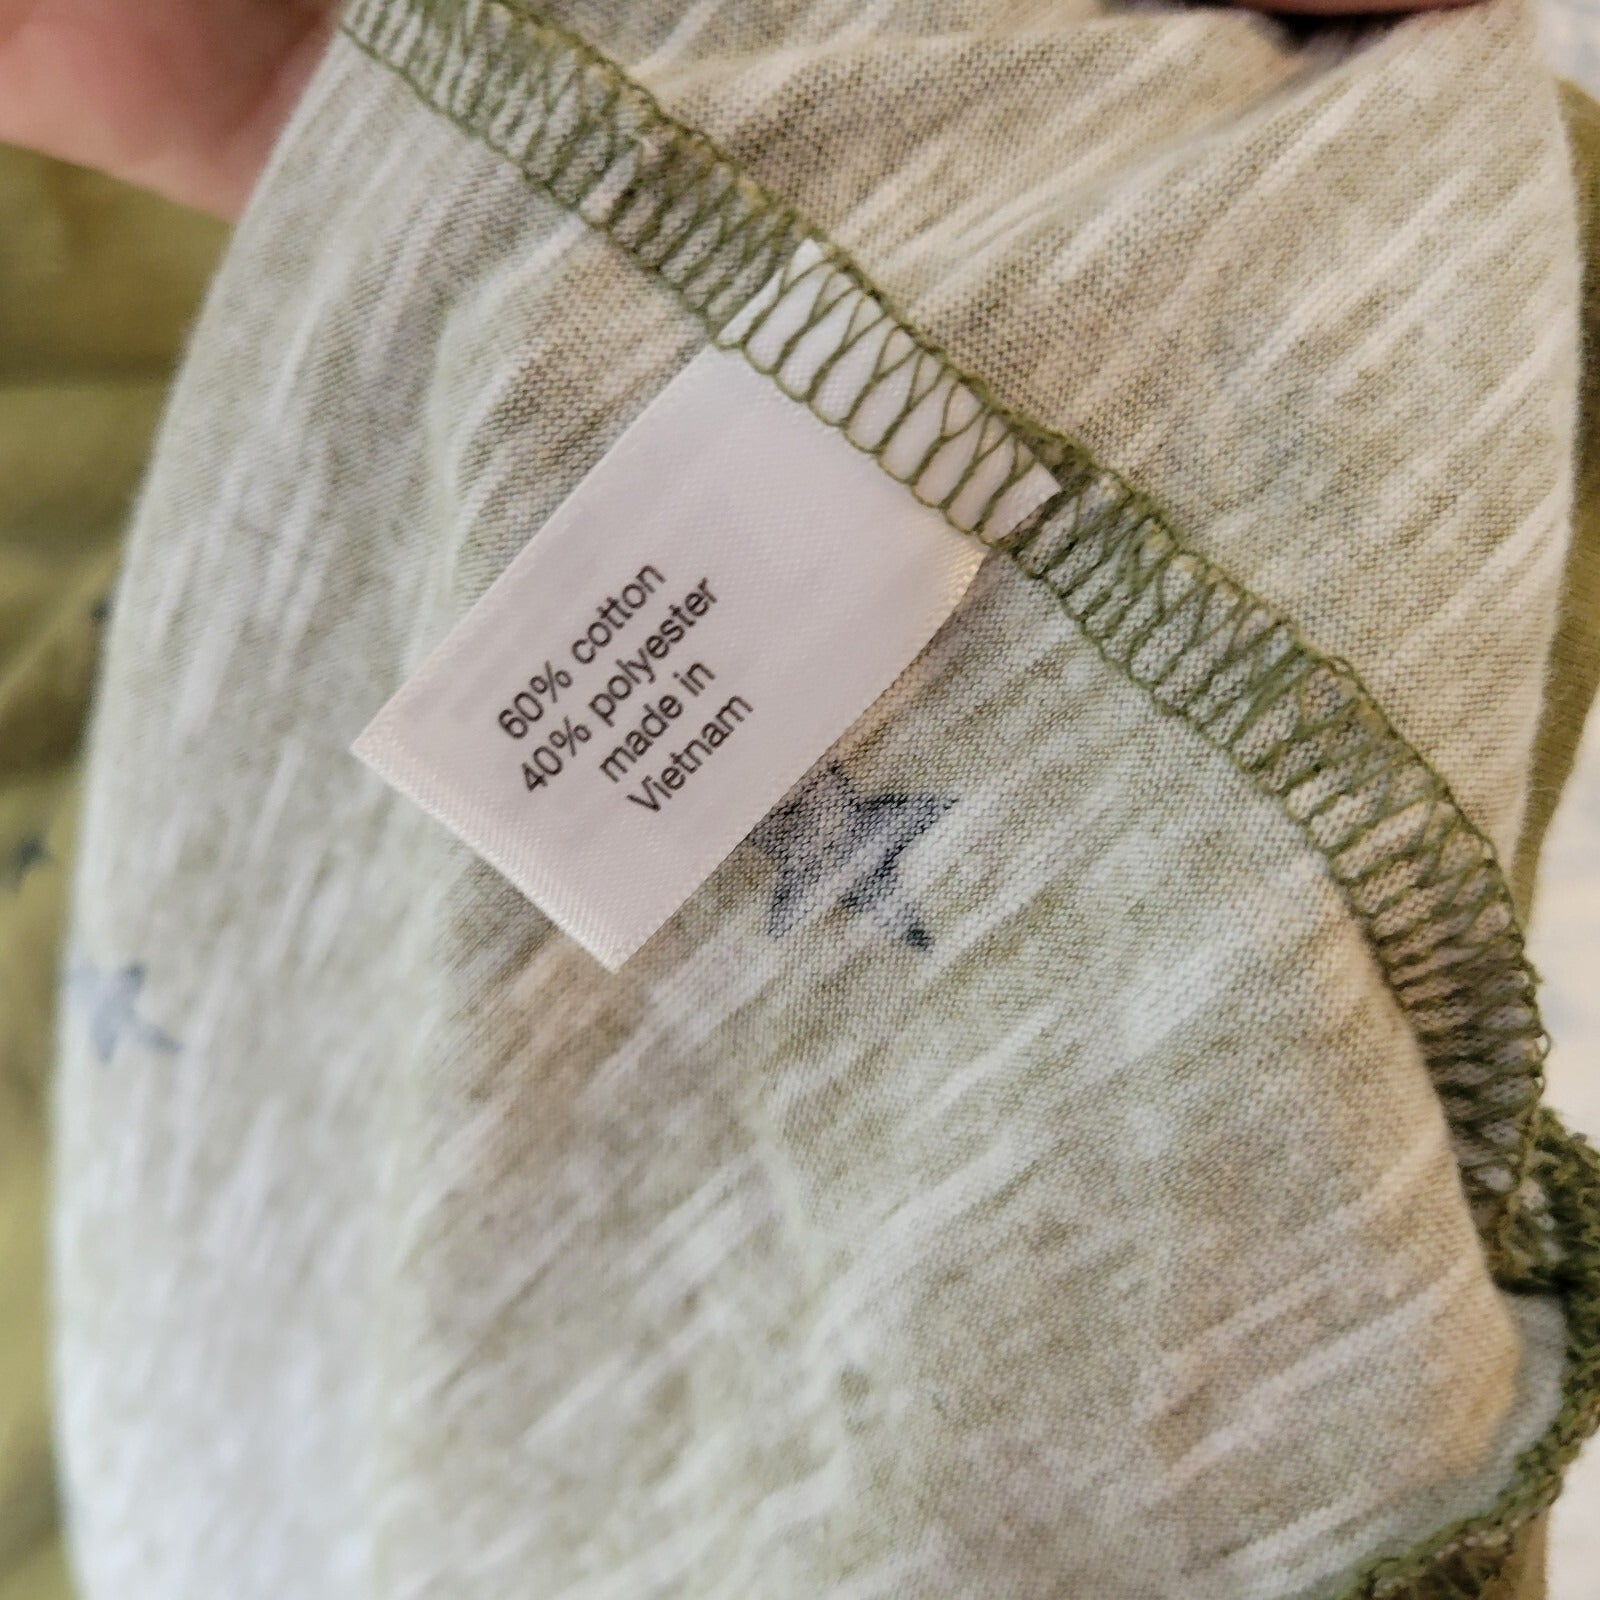 60% cotton
40% polyester
made in
Vietnam